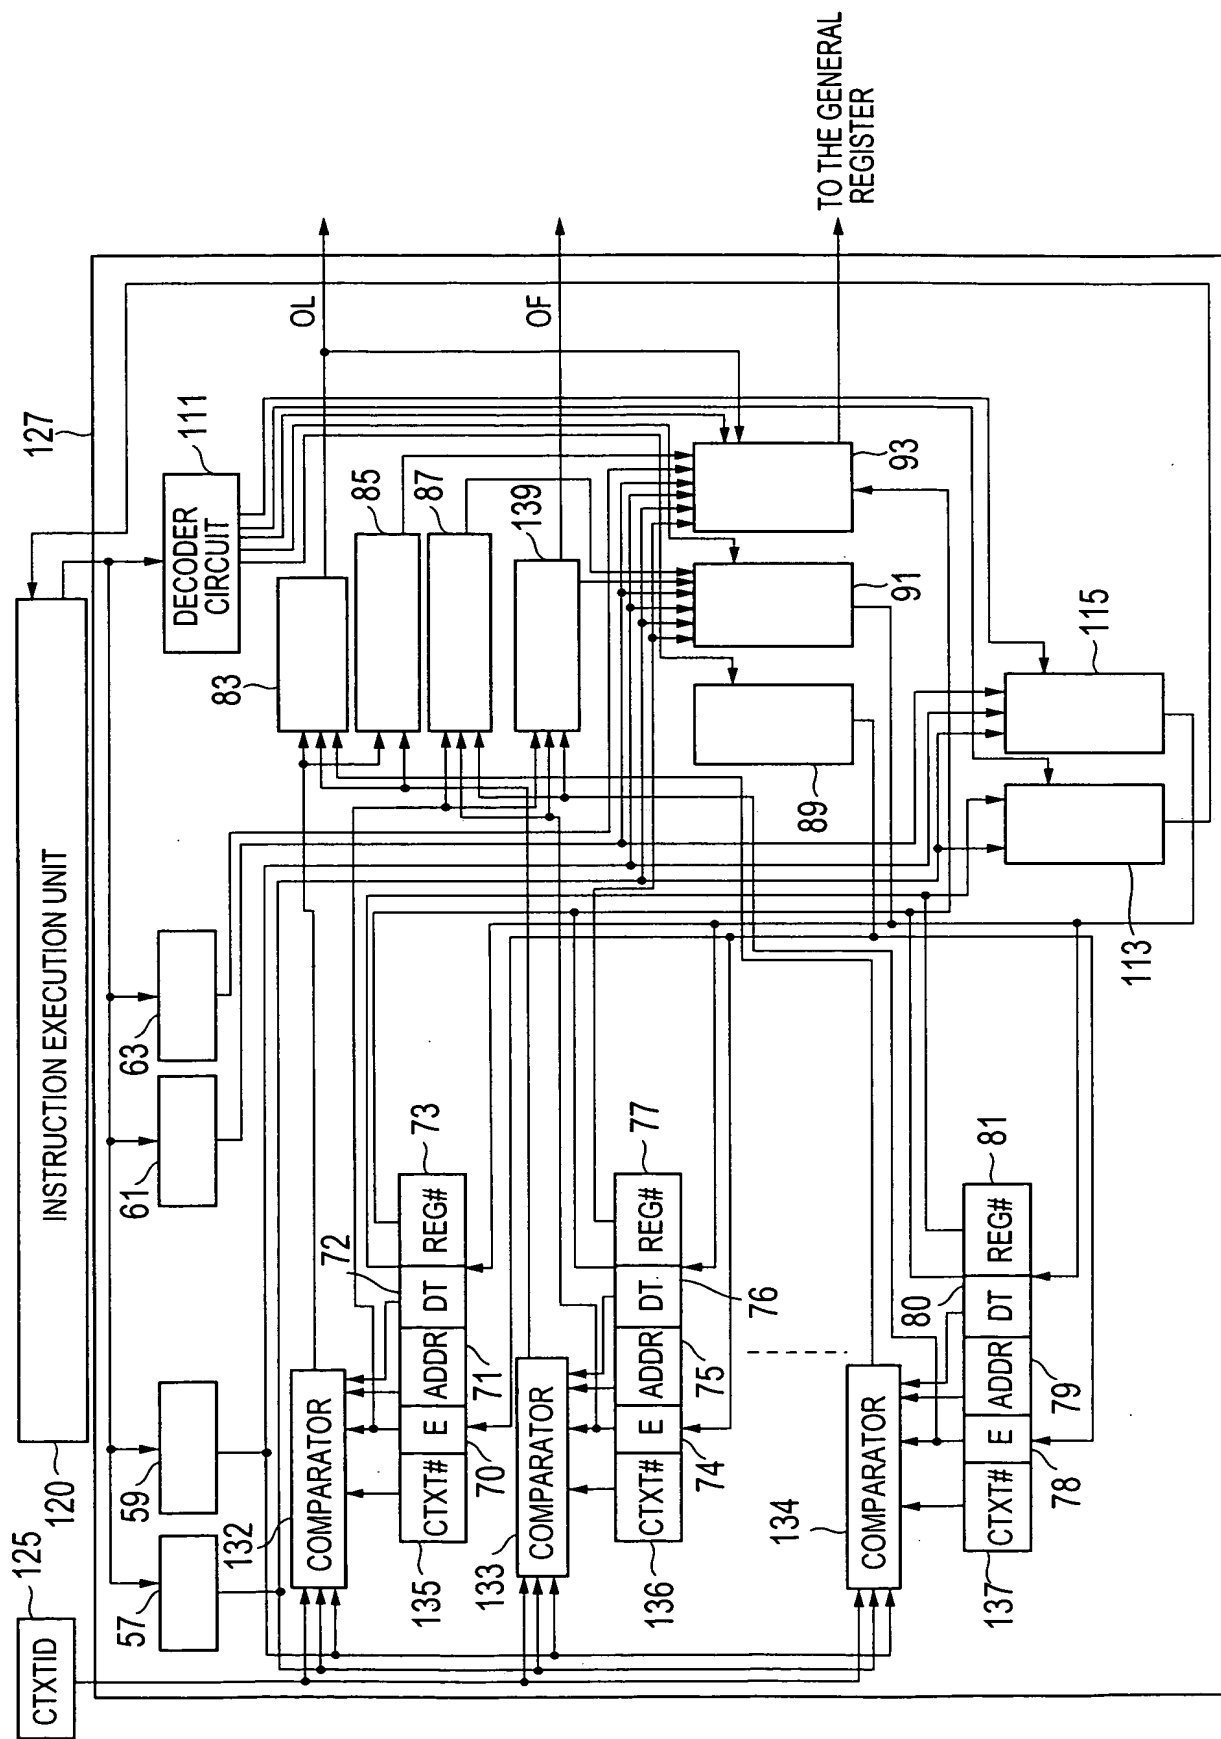 CTXTID
125
INSTRUCTION EXECUTION UNIT
120
127
57
59
61
63
DECODER
CIRCUIT
111
83
85
87
139
OL
OF
132
COMPARATOR
135
CTXT#
E
ADDR
DT
REG#
70
71
72
73
133
COMPARATOR
136
CTXT#
E
ADDR
DT
REG#
74
75
76
77
134
COMPARATOR
137
CTXT#
E
ADDR
DT
REG#
78
79
80
81
89
91
93
TO THE GENERAL
REGISTER
113
115